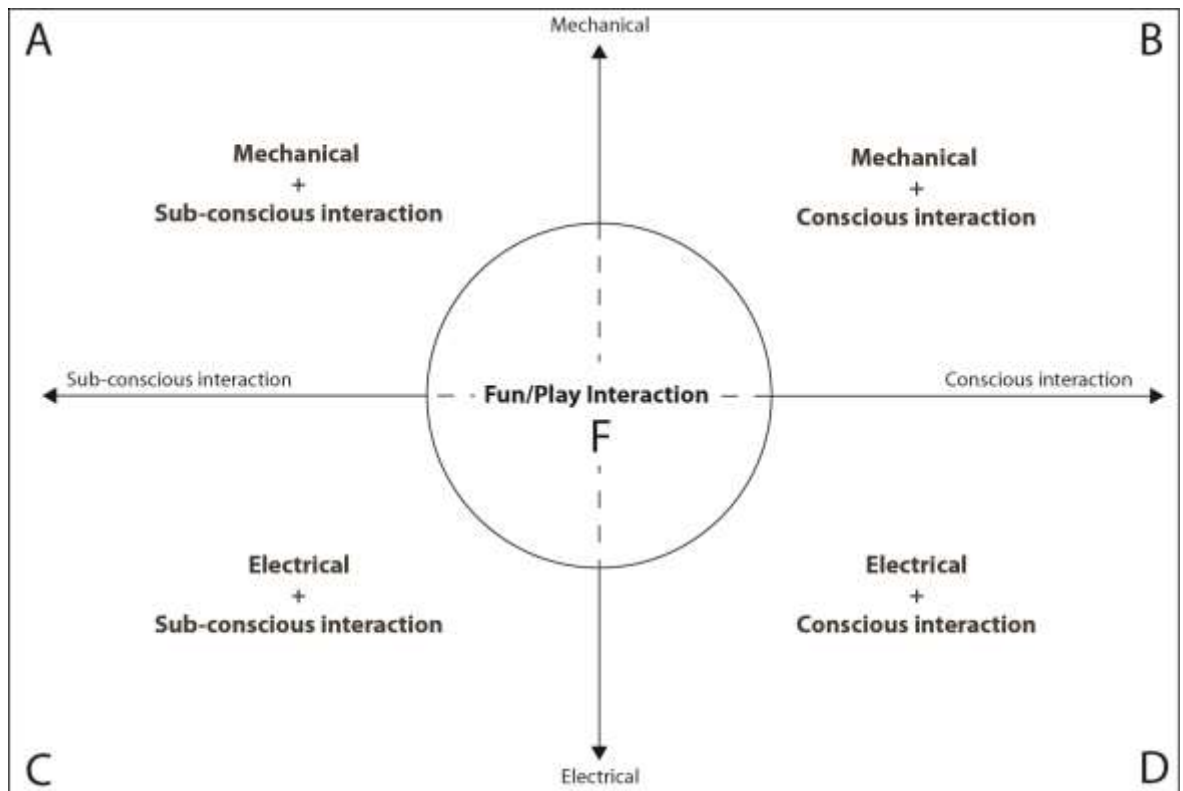 A
Mechanical
B
Mechanical
+
Sub-conscious interaction
Mechanical
+
Conscious interaction
Sub-conscious interaction
Conscious interaction
Fun/Play Interaction
F
Electrical
+
Sub-conscious interaction
Electrical
+
Conscious interaction
C
Electrical
D